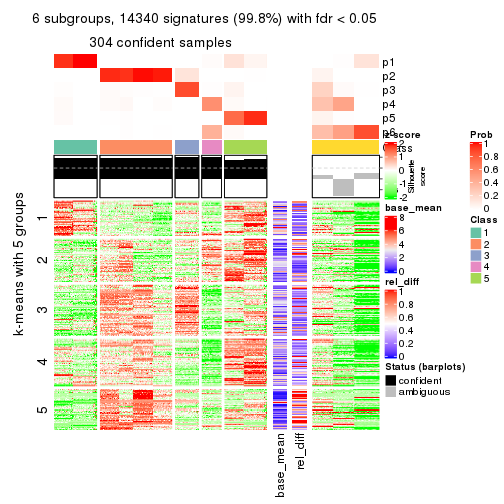 6 subgroups, 14340 signatures (99.8%) with fdr < 0.05
304 confident samples
p1
p2
p3
p4
p5
p6
Class
Silhouette
score
k-means with 5 groups
1
2
3
4
5
base_mean
rel_diff
z-score
2
1
0
-1
-2
base_mean
8
6
4
2
0
rel_diff
1
0.8
0.6
0.4
0.2
0
Status (barplots)
confident
ambiguous
Prob
1
0.8
0.6
0.4
0.2
0
Class
1
2
3
4
5